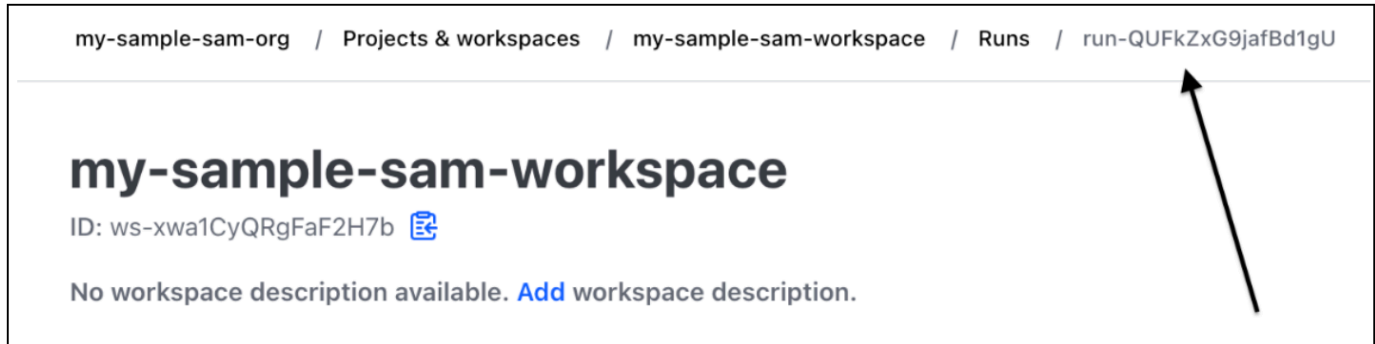 my-sample-sam-org / Projects & workspaces / my-sample-sam-workspace / Runs / run-QUFkZxG9jafBd1gU
my-sample-sam-workspace
ID: ws-xwa1CyQRgFaF2H7b
No workspace description available. Add workspace description.